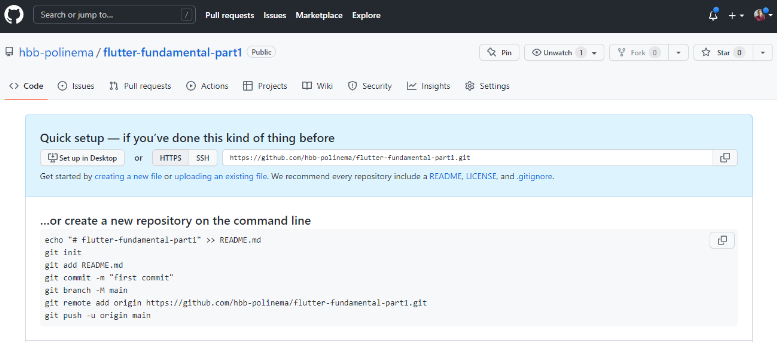 Search or jump to... / Pull requests Issues Marketplace Explore
hbb-polinema / flutter-fundamental-part1 Public Pin Unwatch 1 Fork 0 Star 0
Code Issues Pull requests Actions Projects Wiki Security Insights Settings
Quick setup — if you've done this kind of thing before
Set up in Desktop or HTTPS SSH https://github.com/hbb-polinema/flutter-fundamental-part1.git
Get started by creating a new file or uploading an existing file. We recommend every repository include a README, LICENSE, and .gitignore.
...or create a new repository on the command line
echo "# flutter-fundamental-part1" >> README.md
git init
git add README.md
git commit -m "first commit"
git branch -M main
git remote add origin https://github.com/hbb-polinema/flutter-fundamental-part1.git
git push -u origin main